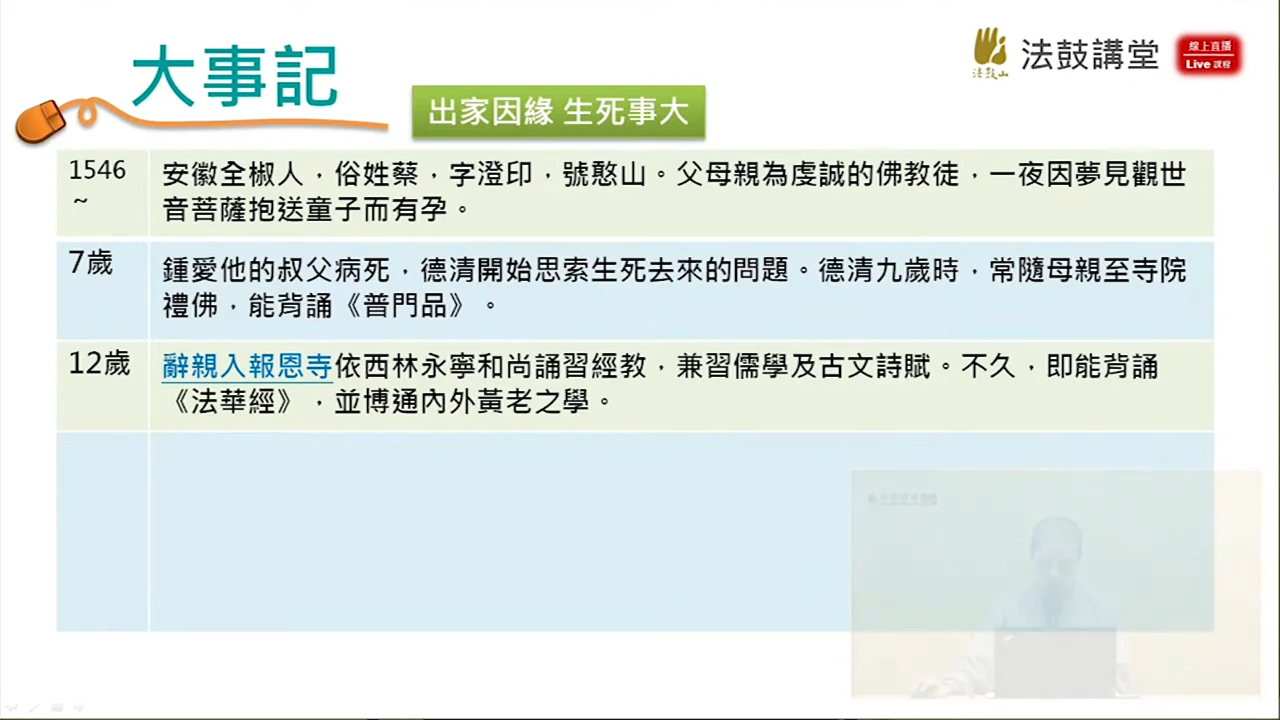 大事記
出家因緣 生死事大
法鼓山
法鼓講堂
線上直播
Live 課程
1546
~
安徽全椒人，俗姓蔡，字澄印，號憨山。父母親為虔誠的佛教徒，一夜因夢見觀世
音菩薩抱送童子而有孕。
7歲
鍾愛他的叔父病死，德清開始思索生死去來的問題。德清九歲時，常隨母親至寺院
禮佛，能背誦《普門品》。
12歲
辭親入報恩寺依西林永寧和尚誦習經教，兼習儒學及古文詩賦。不久，即能背誦
《法華經》，並博通內外黃老之學。